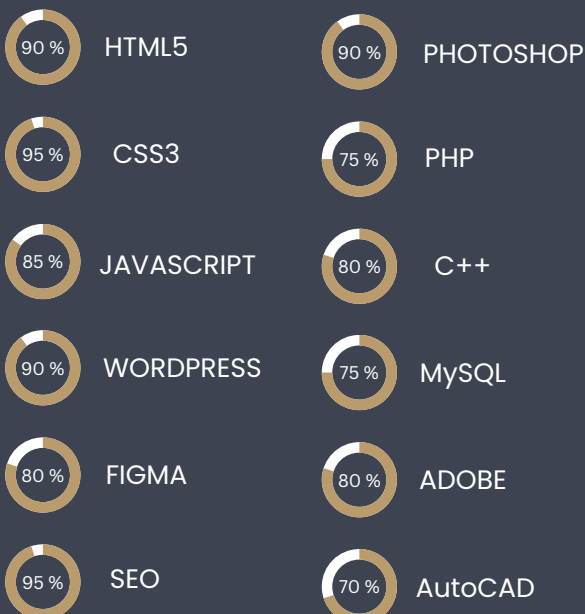 90 % HTML5
95 % CSS3
85 % JAVASCRIPT
90 % WORDPRESS
80 % FIGMA
95 % SEO
90 % PHOTOSHOP
75 % PHP
80 % C++
75 % MySQL
80 % ADOBE
70 % AutoCAD